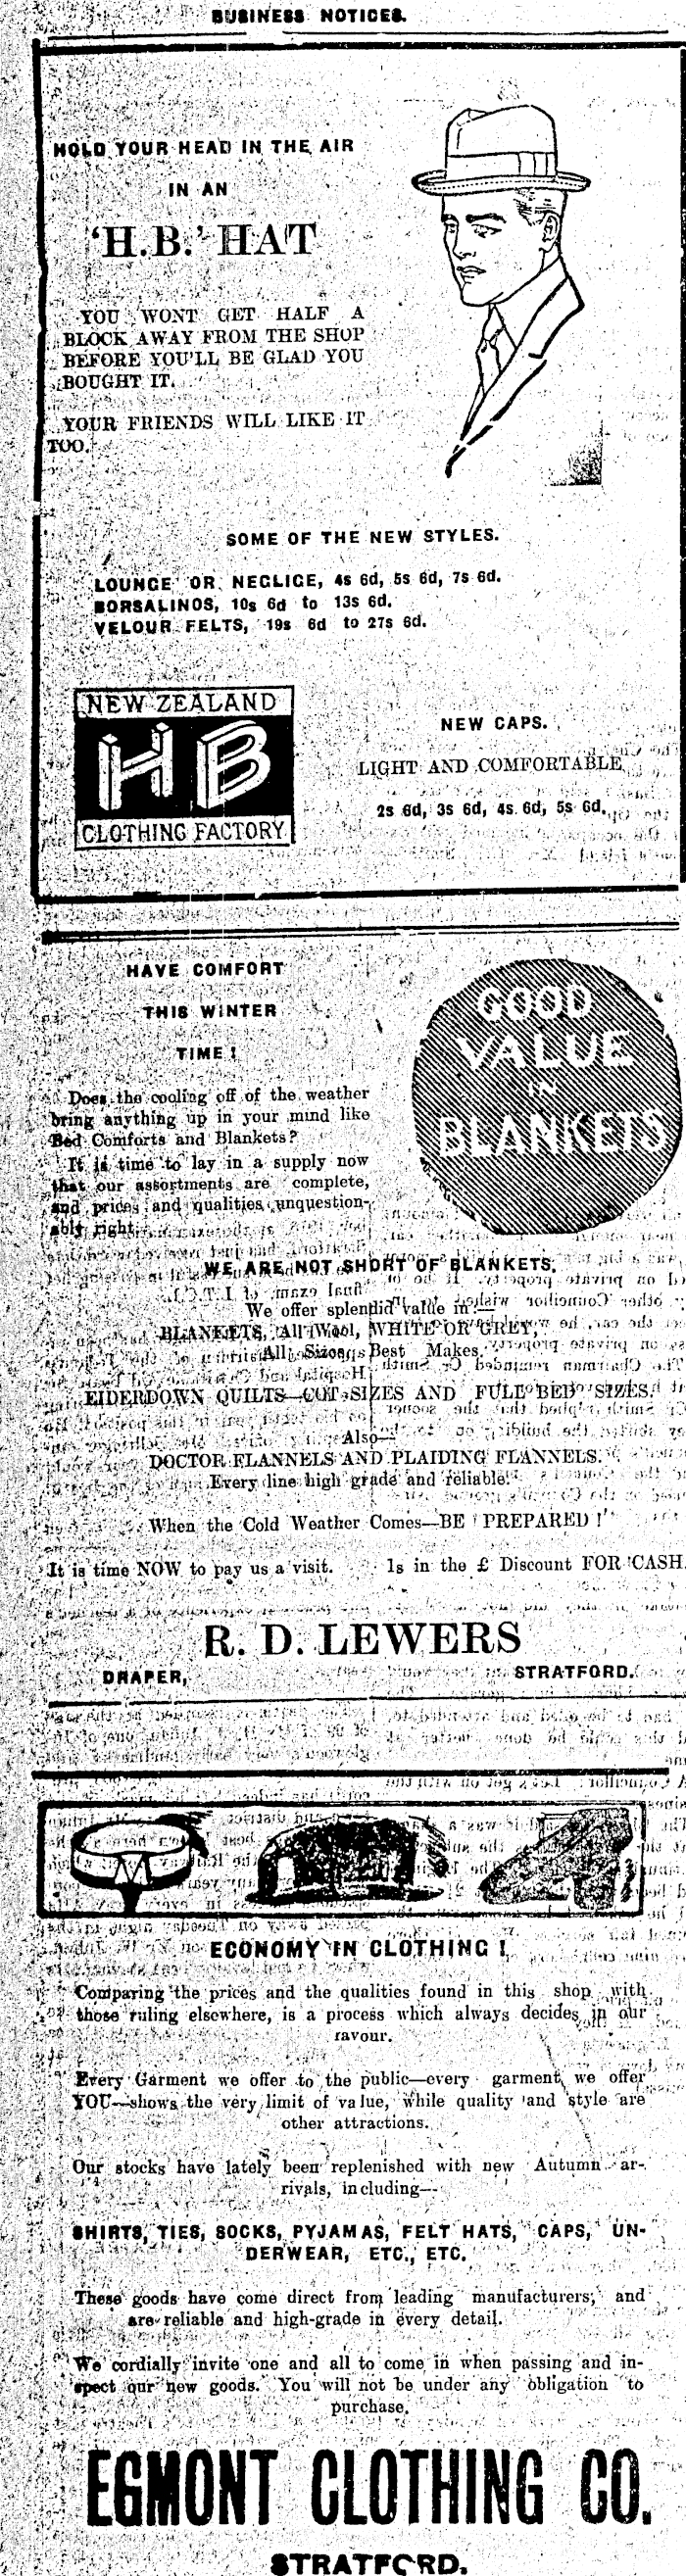 BUSINESS NOTICES.
HOLD YOUR HEAD IN THE AIR
IN AN
'H.B.' HAT
YOU WONT GET HALF A
BLOCK AWAY FROM THE SHOP
BEFORE YOU'LL BE GLAD YOU
BOUGHT IT.
YOUR FRIENDS WILL LIKE IT
TOO.
SOME OF THE NEW STYLES.
LOUNGE OR NEGLIGE, 4s 6d, 5s 6d, 7s 6d.
BORSALINOS, 10s 6d to 13s 6d.
VELOUR FELTS, 19s 6d to 27s 6d.
NEW ZEALAND
HB
CLOTHING FACTORY
NEW CAPS.
LIGHT AND COMFORTABLE
2s 6d, 3s 6d, 4s 6d, 5s 6d.
HAVE COMFORT
THIS WINTER
TIME!
GOOD
VALUE
IN
BLANKETS
Does the cooling off of the weather
bring anything up in your mind like
Bed Comforts and Blankets?
It is time to lay in a supply now
that our assortments are complete,
and prices and qualities unquestion-
ably right.
WE ARE NOT SHORT OF BLANKETS.
We offer splendid value in:—
BLANKETS, All Wool, WHITE OR GREY,
All Sizes, Best Makes.
EIDERDOWN QUILTS—COT SIZES AND FULL BED SIZES.
Also—
DOCTOR FLANNELS AND PLAIDING FLANNELS.
Every line high grade and reliable.
When the Cold Weather Comes—BE PREPARED!
It is time NOW to pay us a visit. 1s in the £ Discount FOR CASH.
R. D. LEWERS
DRAPER, STRATFORD.
ECONOMY IN CLOTHING!
Comparing the prices and the qualities found in this shop with
those ruling elsewhere, is a process which always decides in our
favour.
Every Garment we offer to the public—every garment we offer
YOU—shows the very limit of value, while quality and style are
other attractions.
Our stocks have lately been replenished with new Autumn ar-
rivals, including—
SHIRTS, TIES, SOCKS, PYJAMAS, FELT HATS, CAPS, UN-
DERWEAR, ETC., ETC.
These goods have come direct from leading manufacturers, and
are reliable and high-grade in every detail.
We cordially invite one and all to come in when passing and in-
spect our new goods. You will not be under any obligation to
purchase.
EGMONT CLOTHING CO.
STRATFORD.